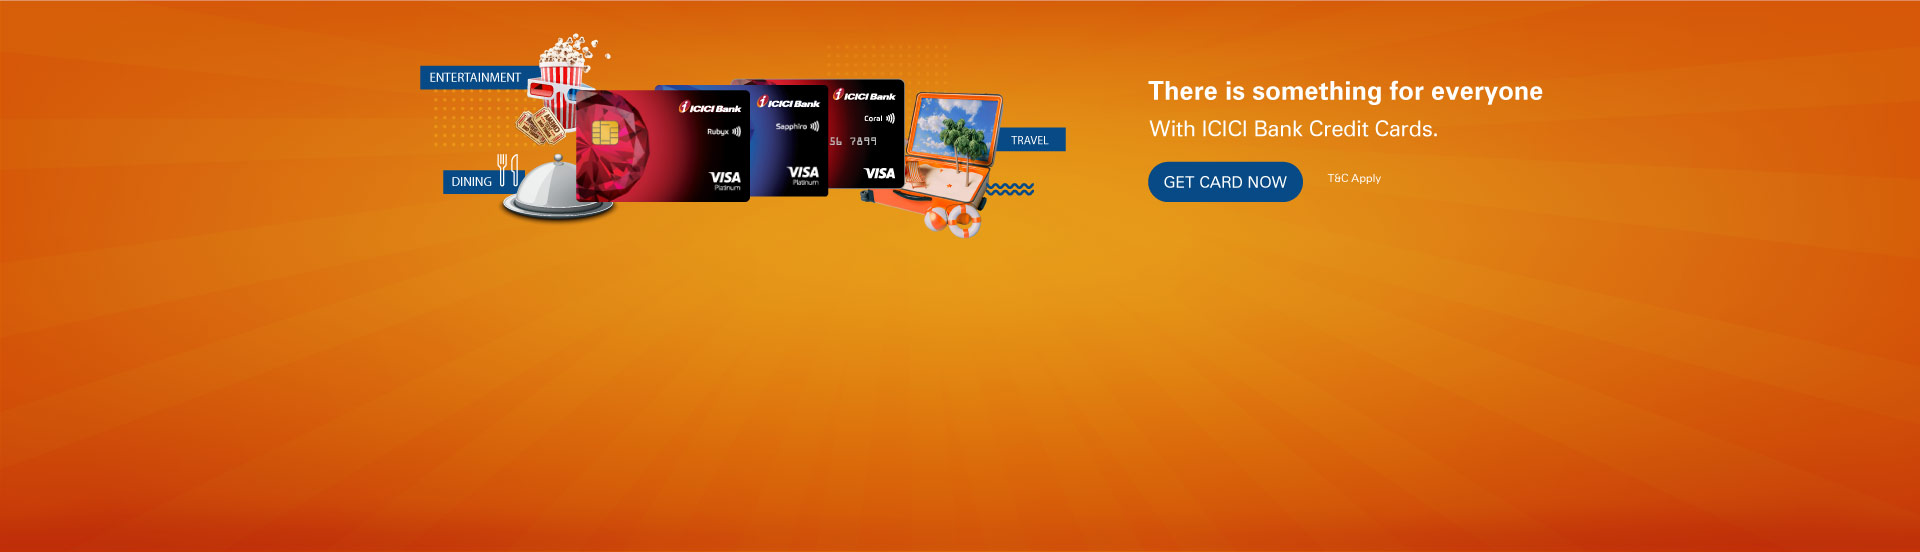 ENTERTAINMENT
DINING
ICICI Bank
Rubyx
VISA
Platinum
ICICI Bank
Sapphiro
VISA
Platinum
ICICI Bank
Coral
56 7899
VISA
TRAVEL
There is something for everyone
With ICICI Bank Credit Cards.
GET CARD NOW
T&C Apply